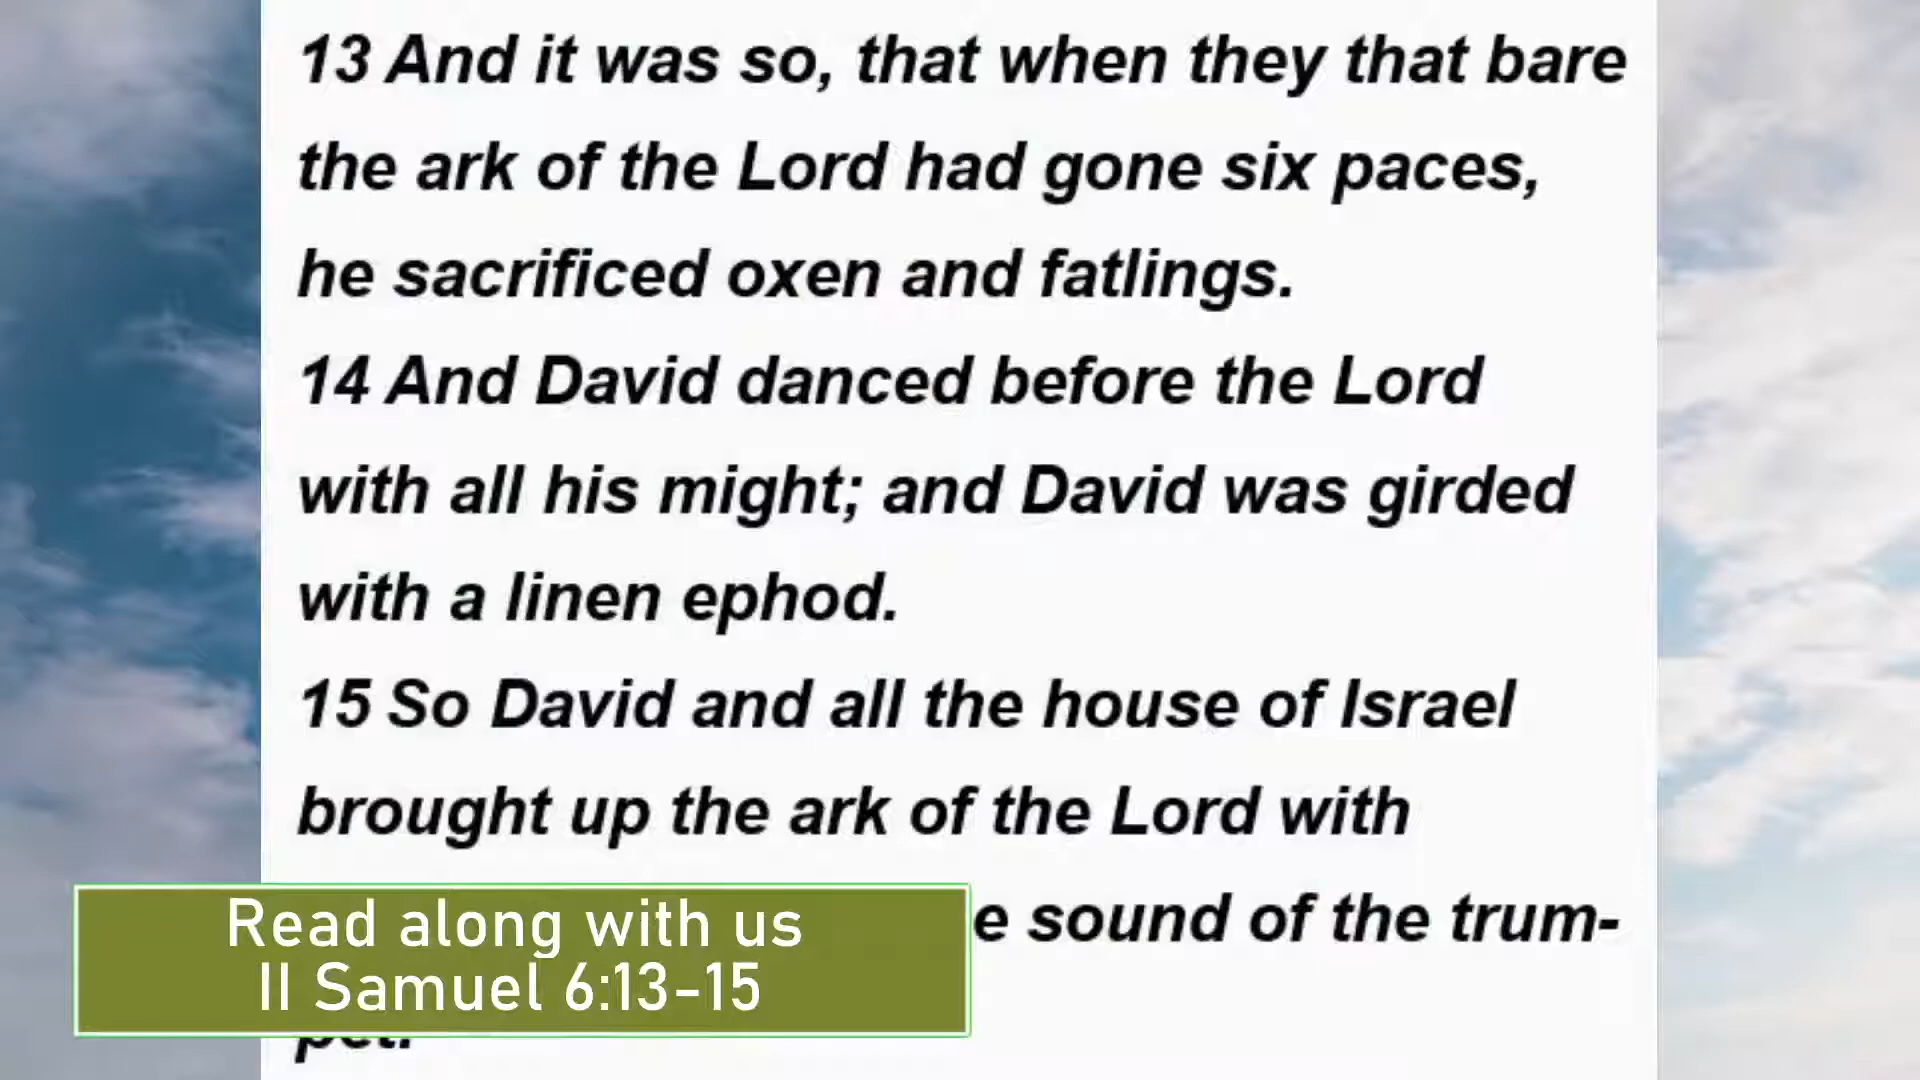 13 And it was so, that when they that bare
the ark of the Lord had gone six paces,
he sacrificed oxen and fatlings.
14 And David danced before the Lord
with all his might; and David was girded
with a linen ephod.
15 So David and all the house of Israel
brought up the ark of the Lord with
e sound of the trum-
pet.
Read along with us
II Samuel 6:13-15